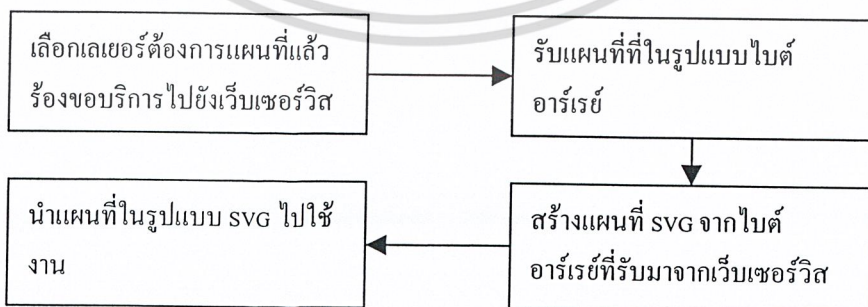 เลือกเลเยอร์ต้องการแผนที่แล้ว
ร้องขอบริการไปยังเว็บเซอร์วิส
รับแผนที่ที่ในรูปแบบไบต์
อาร์เรย์
สร้างแผนที่ SVG จากไบต์
อาร์เรย์ที่รับมาจากเว็บเซอร์วิส
นำแผนที่ในรูปแบบ SVG ไปใช้
งาน